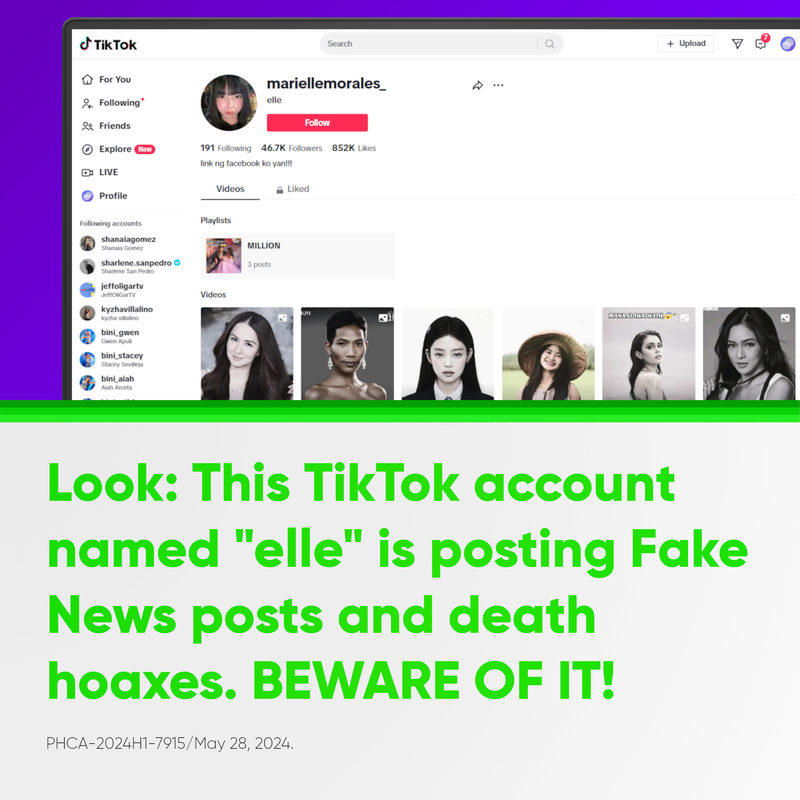 TikTok
Search
Upload
7
For You
Following
Friends
Explore New
LIVE
Profile
Following accounts
shanaiagomez
Shanaia Gomez
sharlene.sanpedro
Sharlene San Pedro
jeffoligartv
JeffOliGarTV
kyzhavillalino
kyzha villalino
bini_gwen
Gwen Apuli
bini_stacey
Stacey Sevilleja
bini_aiah
Aiah Arceta
mariellemorales_
elle
Follow
191 Following 46.7K Followers 852K Likes
link ng facebook ko yan!!!
Videos Liked
Playlists
MILLION
3 posts
Videos
Look: This TikTok account
named "elle" is posting Fake
News posts and death
hoaxes. BEWARE OF IT!
PHCA-2024H1-7915/May 28, 2024.